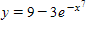 y = 9 − 3e^{−x^7}